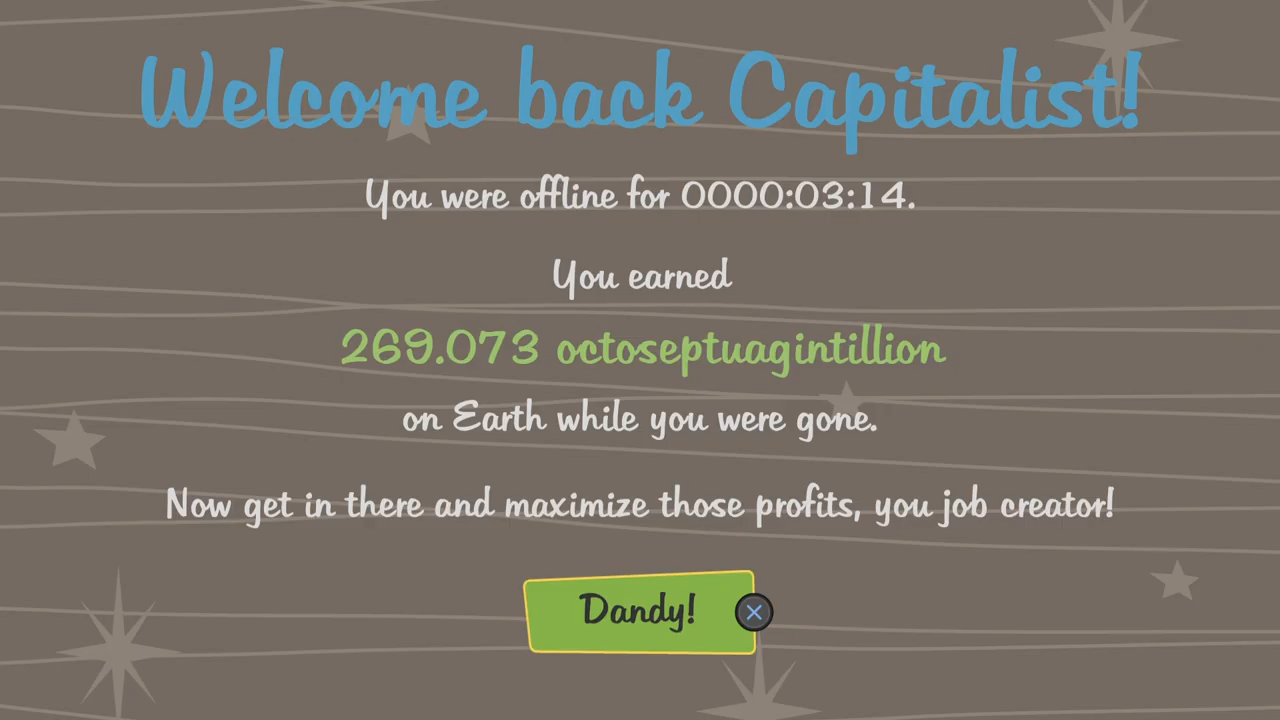 Welcome back Capitalist!
You were offline for 0000:03:14.
You earned
269.073 octoseptuagintillion
on Earth while you were gone.
Now get in there and maximize those profits, you job creator!
Dandy!